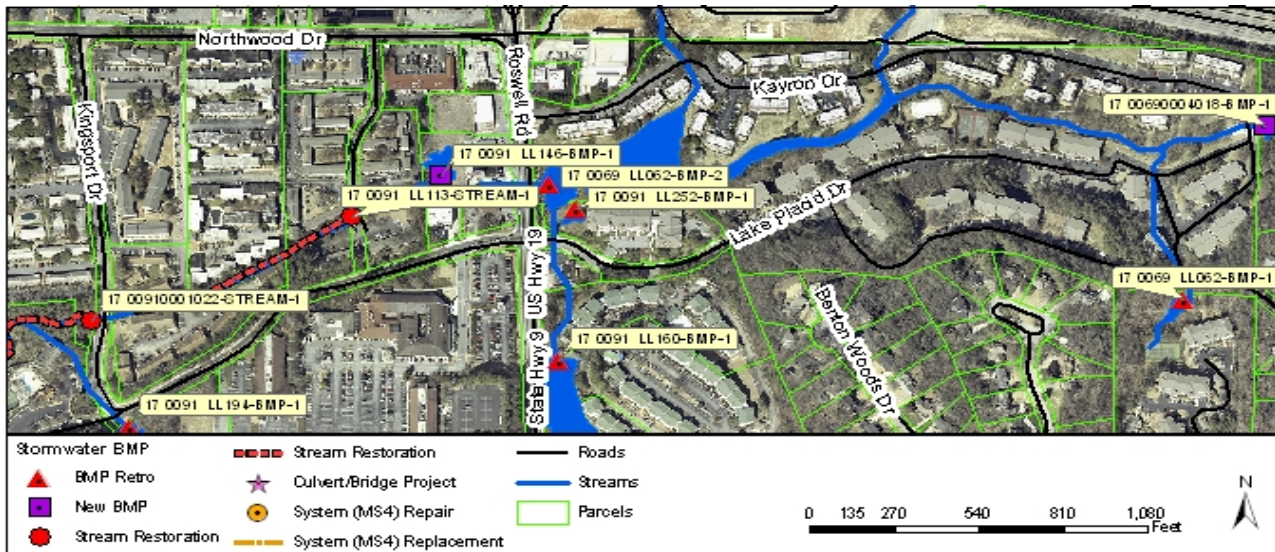 Northwood Dr
Roswell Rd
Kayron Dr
Kingsport Dr
17 00690004018-BMP-1
17 0091 LL146-BMP-1
17 0069 LL062-BMP-2
17 0091 LL113-STREAM-1
17 0091 LL252-BMP-1
Lake Placid Dr
US Hwy 19
17 0069 LL062-BMP-1
17 00910001022-STREAM-1
Benton Woods Dr
17 0091 LL160-BMP-1
State Hwy 9
17 0091 LL194-BMP-1
Stormwater BMP
BMP Retro
New BMP
Stream Restoration
Stream Restoration
Culvert/Bridge Project
System (MS4) Repair
System (MS4) Replacement
Roads
Streams
Parcels
0 135 270 540 810 1,080
Feet
N